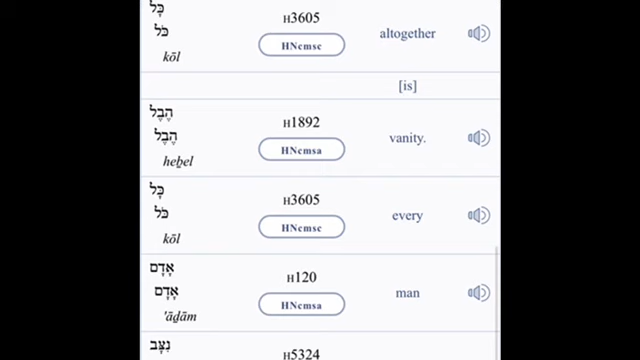 כָּל H3605 altogether
כֹּל HNcmsc
kōl
[is]
הֶבֶל H1892 vanity.
הֶבֶל HNcmsa
heḇel
כָּל H3605 every
כֹּל HNcmsc
kōl
אָדָם H120 man
אָדָם HNcmsa
'āḏām
נִצָּב H5324